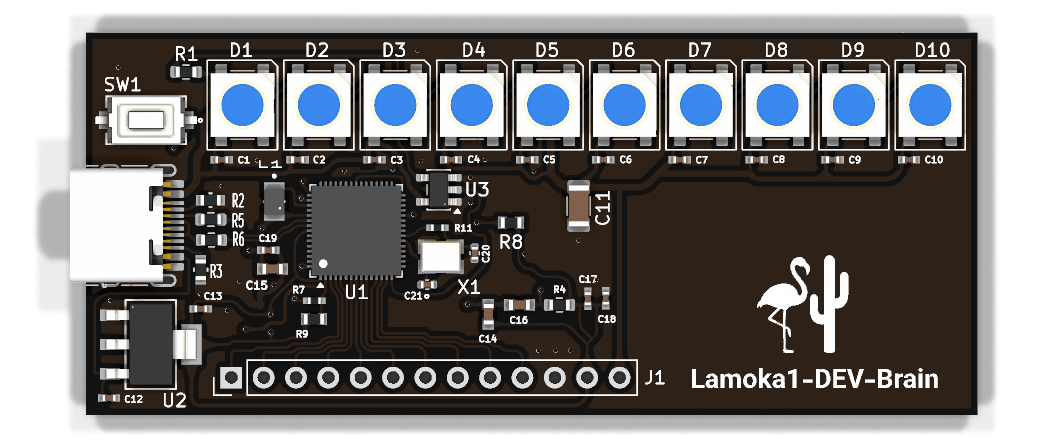 R1 D1 D2 D3 D4 D5 D6 D7 D8 D9 D10
SW1
C1 C2 C3 C4 C5 C6 C7 C8 C9 C10
L1
U3
R2
R5
R6
C11
R11
R8
C19
C20
R3
C15
X1
R7
U1
C21
C17
R4
C13
C16
C18
R9
C14
J1
Lamoka1-DEV-Brain
C12
U2